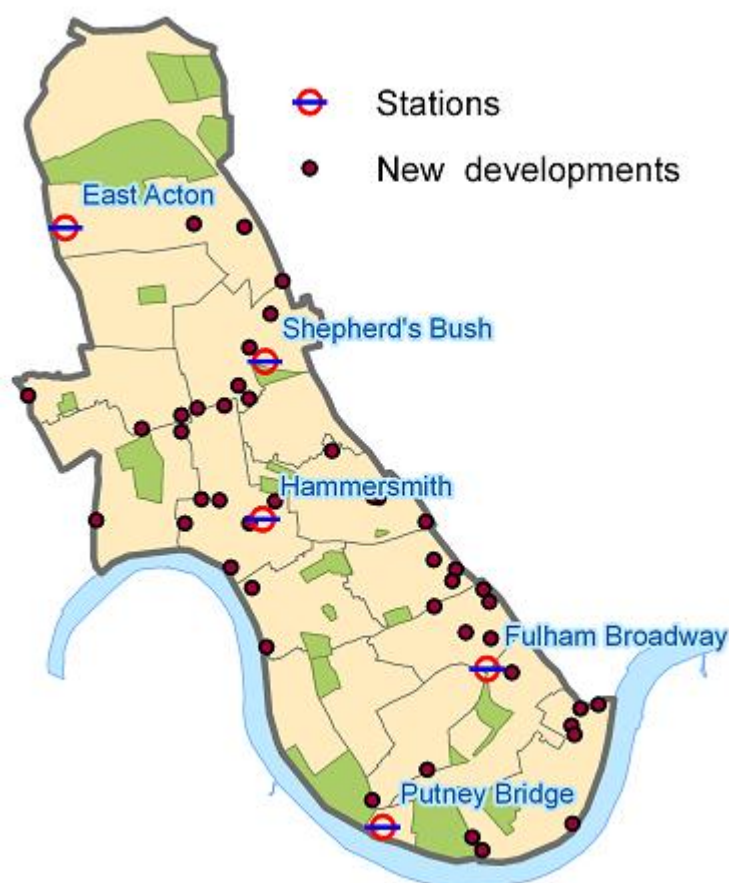 Stations
New developments
East Acton
Shepherd's Bush
Hammersmith
Fulham Broadway
Putney Bridge